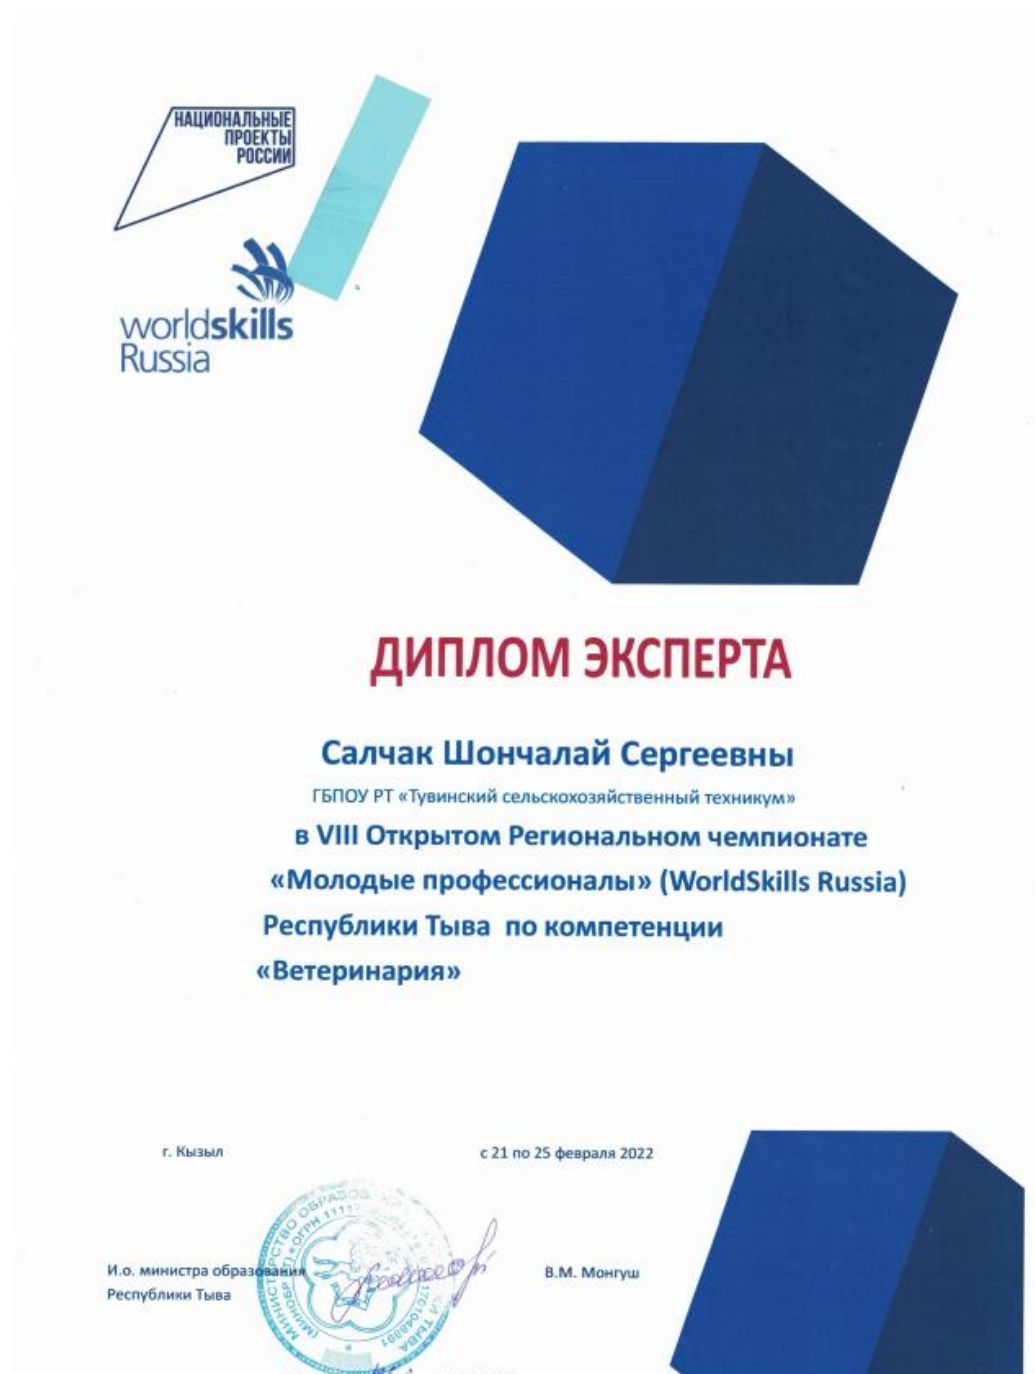 НАЦИОНАЛЬНЫЕ
ПРОЕКТЫ
РОССИИ
worldskills
Russia
ДИПЛОМ ЭКСПЕРТА
Салчак Шончалай Сергеевны
ГБПОУ РТ «Тувинский сельскохозяйственный техникум»
в VIII Открытом Региональном чемпионате
«Молодые профессионалы» (WorldSkills Russia)
Республики Тыва по компетенции
«Ветеринария»
г. Кызыл
с 21 по 25 февраля 2022
И.о. министра образования
Республики Тыва
В.М. Монгуш